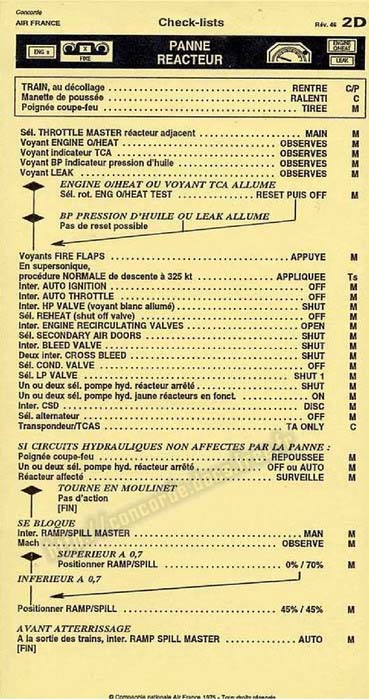 Concorde
AIR FRANCE Check-lists Rév. 46 2D
ENG s FIRE PANNE REACTEUR ENGINE O/HEAT LEAK
TRAIN, au décollage RENTRE C/P
Manette de poussée RALENTI C
Poignée coupe-feu TIREE M
Sél. THROTTLE MASTER réacteur adjacent MAIN M
Voyant ENGINE O/HEAT OBSERVES M
Voyant indicateur TCA OBSERVES M
Voyant BP indicateur pression d'huile OBSERVES M
Voyant LEAK OBSERVES M
ENGINE O/HEAT OU VOYANT TCA ALLUME
Sél. rot. ENG O/HEAT TEST RESET PUIS OFF M
BP PRESSION D'HUILE OU LEAK ALLUME
Pas de reset possible
Voyants FIRE FLAPS APPUYE M
En supersonique,
procédure NORMALE de descente à 325 kt APPLIQUEE Ts
Inter. AUTO IGNITION OFF M
Inter. AUTO THROTTLE OFF M
Inter. HP VALVE (voyant blanc allumé) SHUT M
Sél. REHEAT (shut off valve) OFF M
Inter. ENGINE RECIRCULATING VALVES OPEN M
Sél. SECONDARY AIR DOORS SHUT M
Inter. BLEED VALVE SHUT M
Deux inter. CROSS BLEED SHUT M
Sél. COND. VALVE OFF M
Sél. LP VALVE SHUT 1 M
Un ou deux sél. pompe hyd. réacteur arrêté SHUT M
Un ou deux sél. pompe hyd. jaune réacteurs en fonct. ON M
Inter. CSD DISC M
Sél. alternateur OFF M
Transpondeur/TCAS TA ONLY C
SI CIRCUITS HYDRAULIQUES NON AFFECTES PAR LA PANNE :
Poignée coupe-feu REPOUSSEE M
Un ou deux sél. pompe hyd. réacteur arrêté OFF ou AUTO M
Réacteur affecté SURVEILLE M
TOURNE EN MOULINET
Pas d'action
[FIN]
SE BLOQUE
Inter. RAMP/SPILL MASTER MAN M
Mach OBSERVE M
SUPERIEUR A 0,7
Positionner RAMP/SPILL 0% / 70% M
INFERIEUR A 0,7
Positionner RAMP/SPILL 45% / 45% M
AVANT ATTERRISSAGE
A la sortie des trains, inter. RAMP SPILL MASTER AUTO M
[FIN]
© Compagnie nationale Air France 1975 - Tous droits réservés